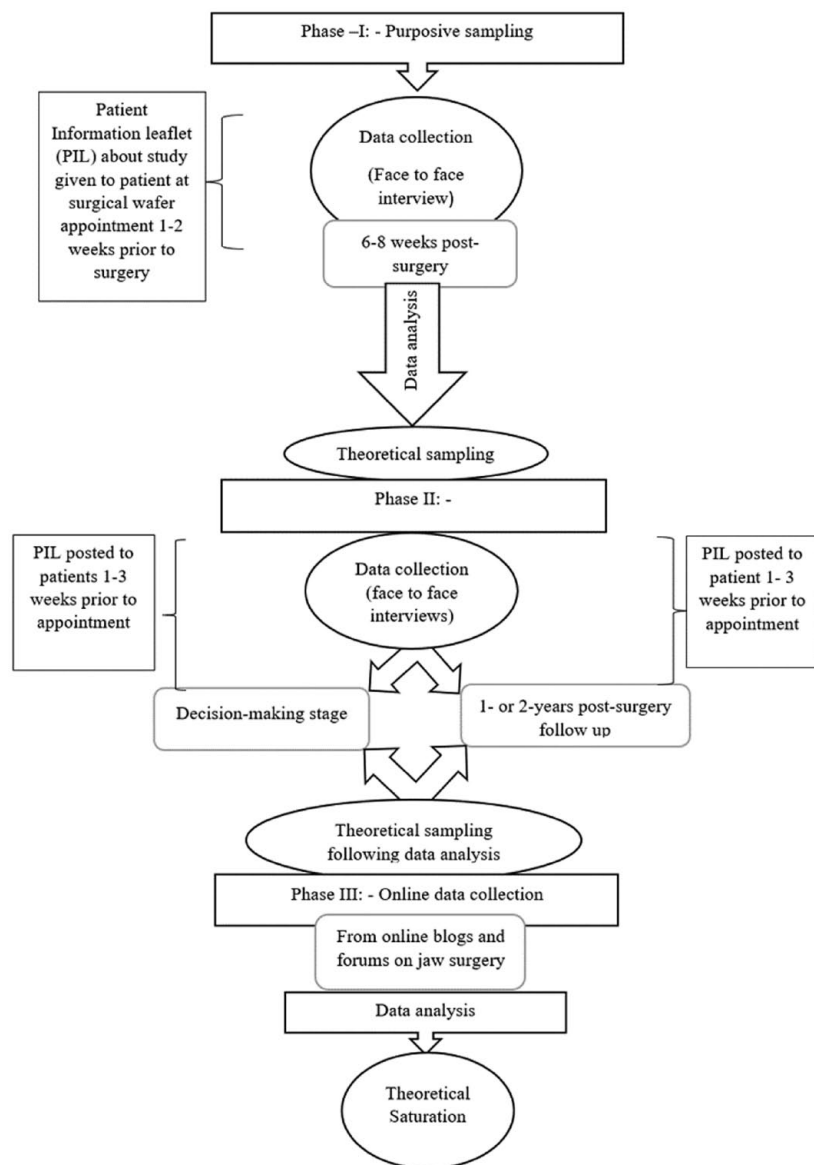 Phase –I: - Purposive sampling
Patient
Information leaflet
(PIL) about study
given to patient at
surgical wafer
appointment 1-2
weeks prior to
surgery
Data collection
(Face to face
interview)
6-8 weeks post-
surgery
Data analysis
Theoretical sampling
Phase II: -
PIL posted to
patients 1-3
weeks prior to
appointment
Data collection
(face to face
interviews)
PIL posted to
patient 1- 3
weeks prior to
appointment
Decision-making stage
1- or 2-years post-surgery
follow up
Theoretical sampling
following data analysis
Phase III: - Online data collection
From online blogs and
forums on jaw surgery
Data analysis
Theoretical
Saturation